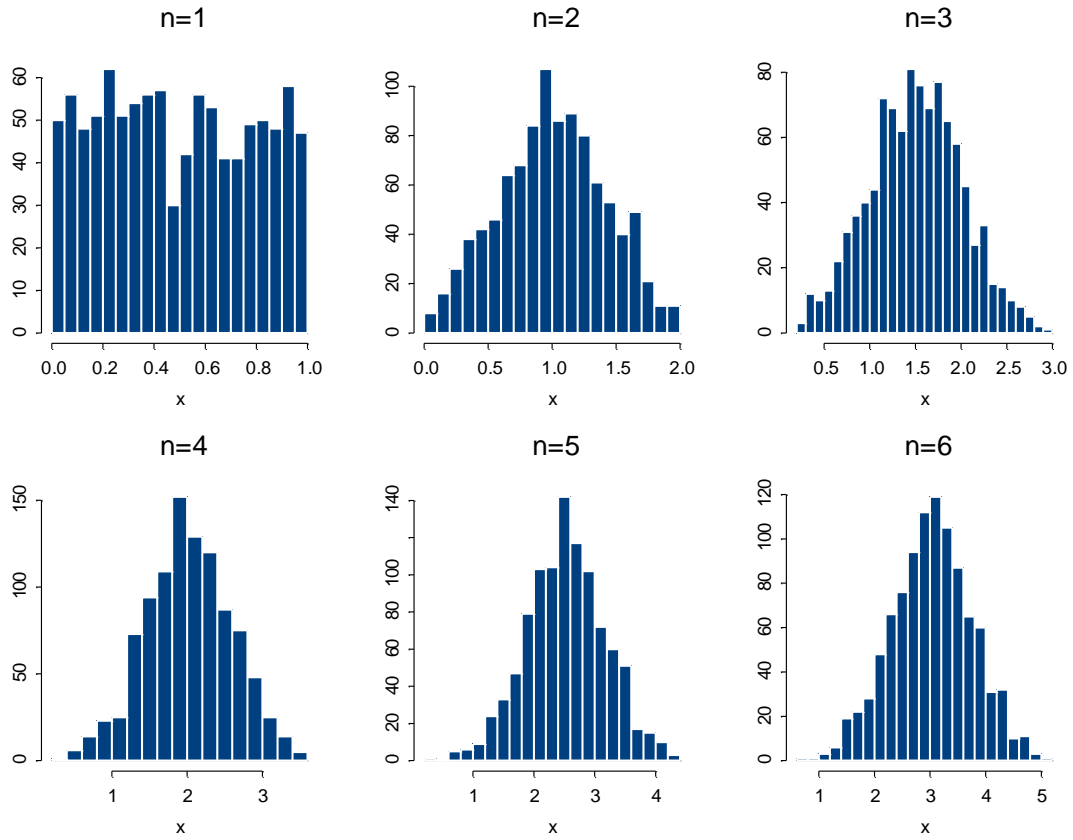 n=1
0 10 20 30 40 50 60
0.0 0.2 0.4 0.6 0.8 1.0
x
n=2
0 20 40 60 80 100
0.0 0.5 1.0 1.5 2.0
x
n=3
0 20 40 60 80
0.5 1.0 1.5 2.0 2.5 3.0
x
n=4
0 50 100 150
1 2 3
x
n=5
0 20 40 60 80 100 140
1 2 3 4
x
n=6
0 20 40 60 80 100 120
1 2 3 4 5
x